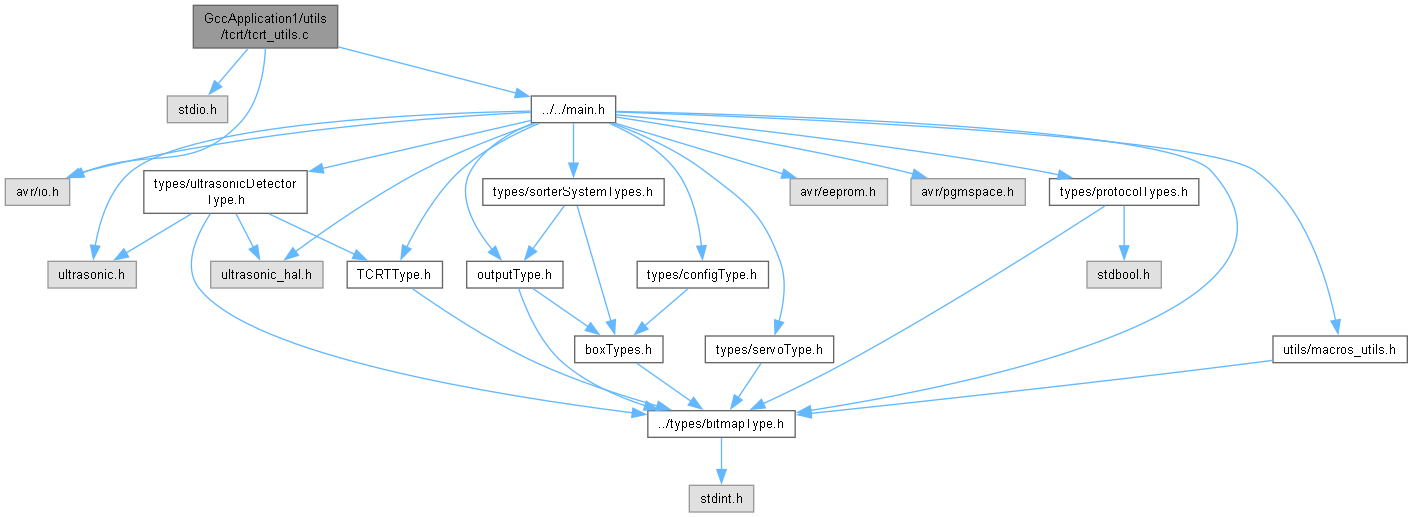 GccApplication1/utils
/tcrt/tcrt_utils.c
stdio.h
../../main.h
avr/io.h
types/ultrasonicDetector
Type.h
types/sorterSystemTypes.h
avr/eeprom.h
avr/pgmspace.h
types/protocolTypes.h
ultrasonic.h
ultrasonic_hal.h
TCRTType.h
outputType.h
types/configType.h
stdbool.h
boxTypes.h
types/servoType.h
utils/macros_utils.h
../types/bitmapType.h
stdint.h